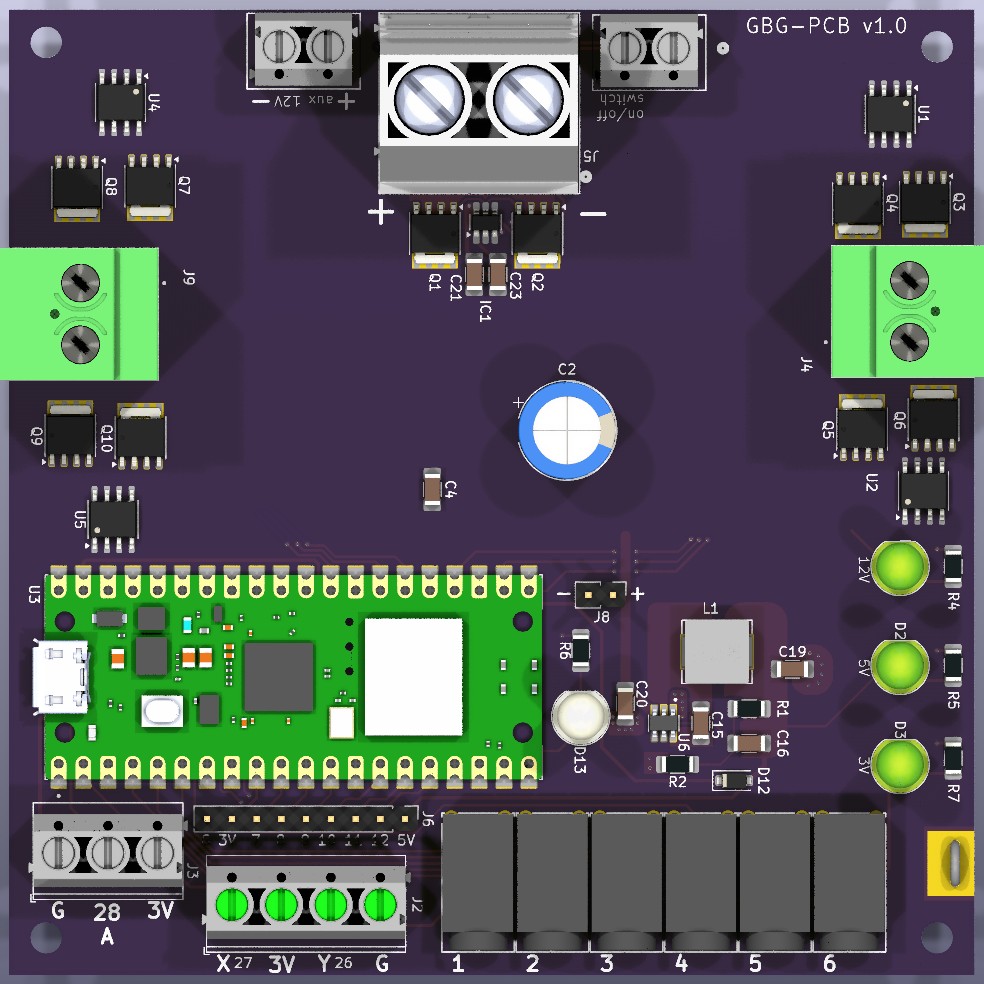 GBG-PCB v1.0
− aux 12V +
on/off
switch
J5
U4
U1
Q8
Q7
Q4
Q3
+
−
Q1
C21
C23
Q2
IC1
J9
J4
C2
+
Q9
Q10
Q5
Q6
U2
C4
U5
12V
R4
U3
− +
J8
L1
D2
5V
R5
R6
C19
C20
R1
C15
U6
C16
D13
R2
D12
D3
3V
R7
J6
3V 7 8 9 10 11 12 5V
J3
G 28 3V
A
J2
X 27 3V Y 26 G
1 2 3 4 5 6